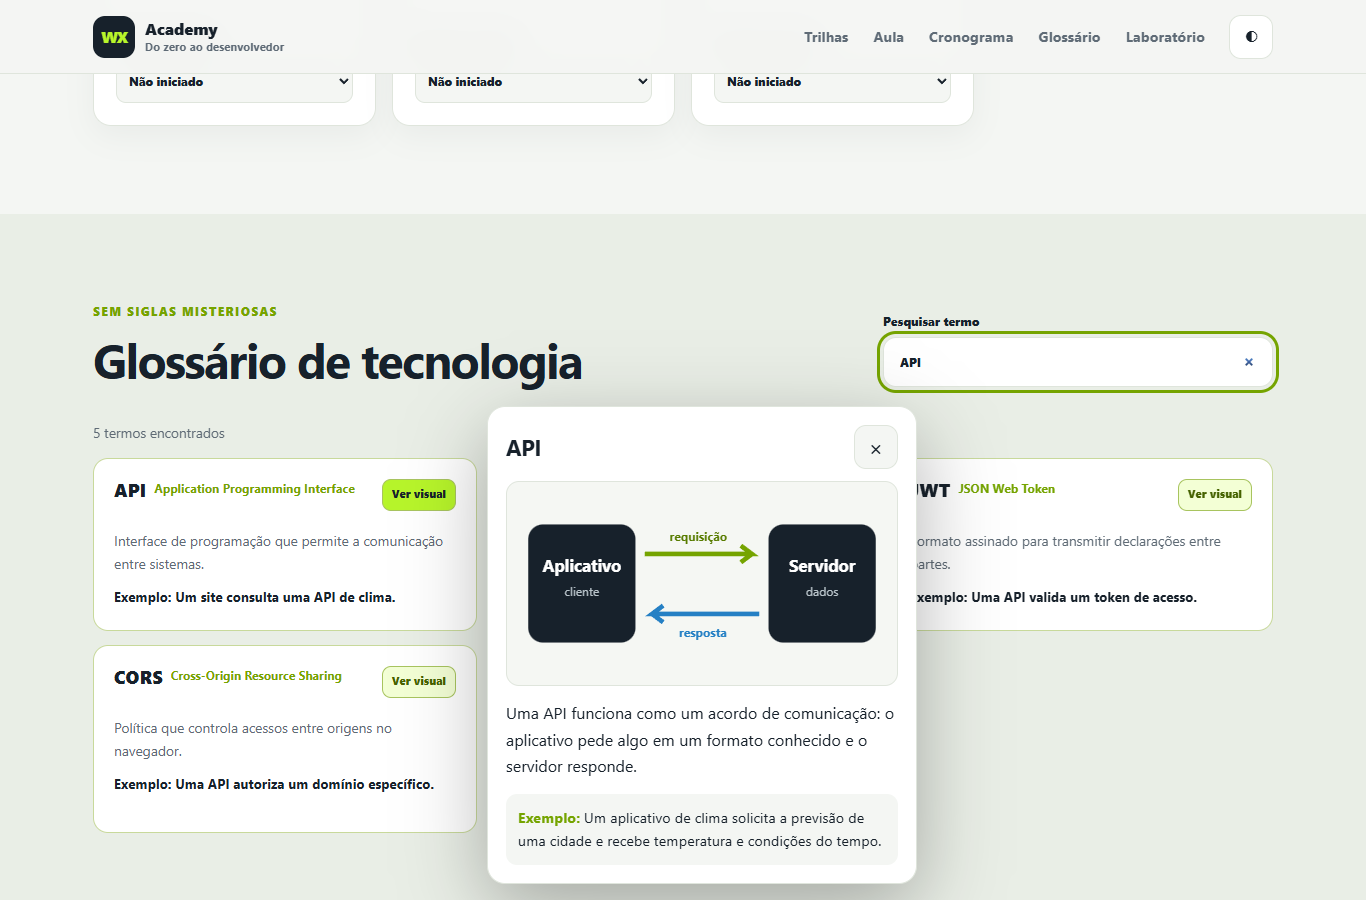 WX
Academy
Do zero ao desenvolvedor
Trilhas
Aula
Cronograma
Glossário
Laboratório
Não iniciado
Não iniciado
Não iniciado
SEM SIGLAS MISTERIOSAS
Glossário de tecnologia
Pesquisar termo
API
5 termos encontrados
API Application Programming Interface
Ver visual
Interface de programação que permite a comunicação
entre sistemas.
Exemplo: Um site consulta uma API de clima.
CORS Cross-Origin Resource Sharing
Ver visual
Política que controla acessos entre origens no
navegador.
Exemplo: Uma API autoriza um domínio específico.
API
×
Aplicativo
cliente
requisição
resposta
Servidor
dados
Uma API funciona como um acordo de comunicação: o
aplicativo pede algo em um formato conhecido e o
servidor responde.
Exemplo: Um aplicativo de clima solicita a previsão de
uma cidade e recebe temperatura e condições do tempo.
JWT JSON Web Token
Ver visual
ormato assinado para transmitir declarações entre
artes.
xemplo: Uma API valida um token de acesso.